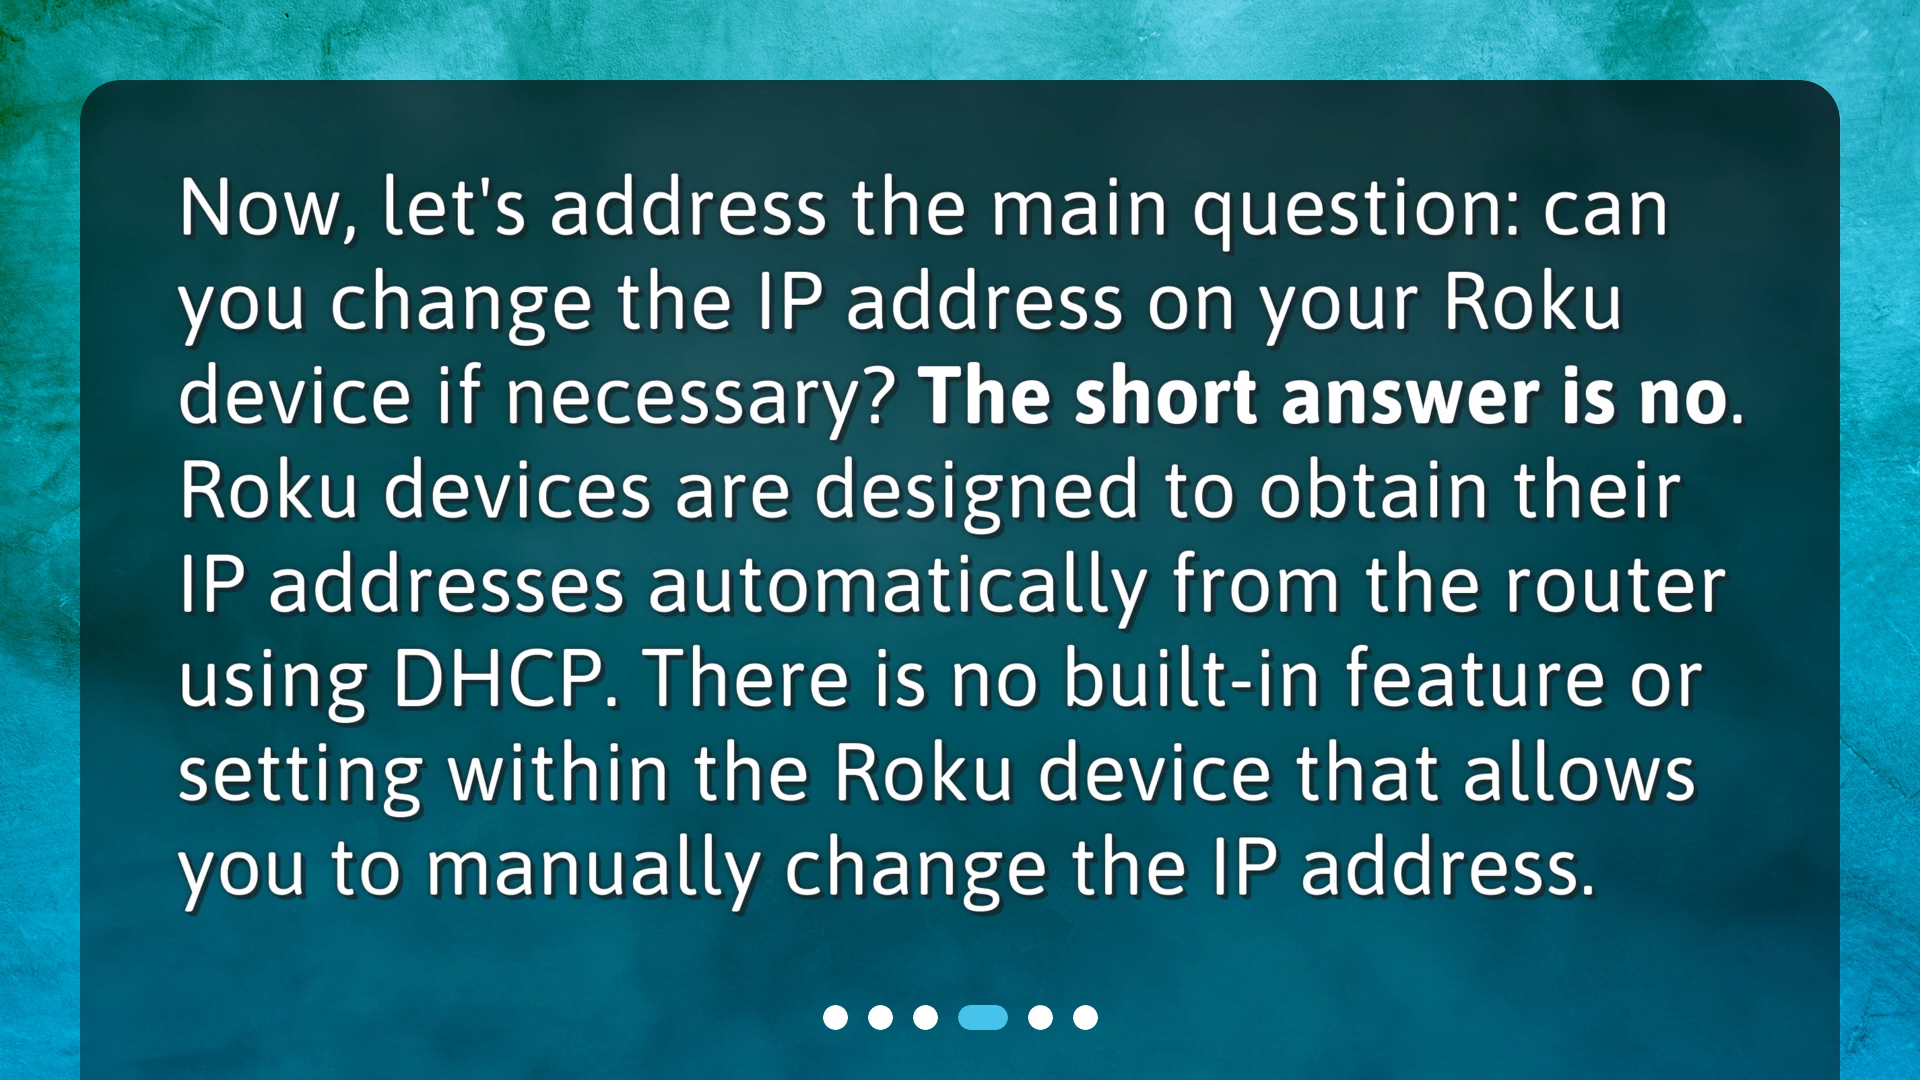 Now, let's address the main question: can
you change the IP address on your Roku
device if necessary? The short answer is no.
Roku devices are designed to obtain their
IP addresses automatically from the router
using DHCP. There is no built-in feature or
setting within the Roku device that allows
you to manually change the IP address.